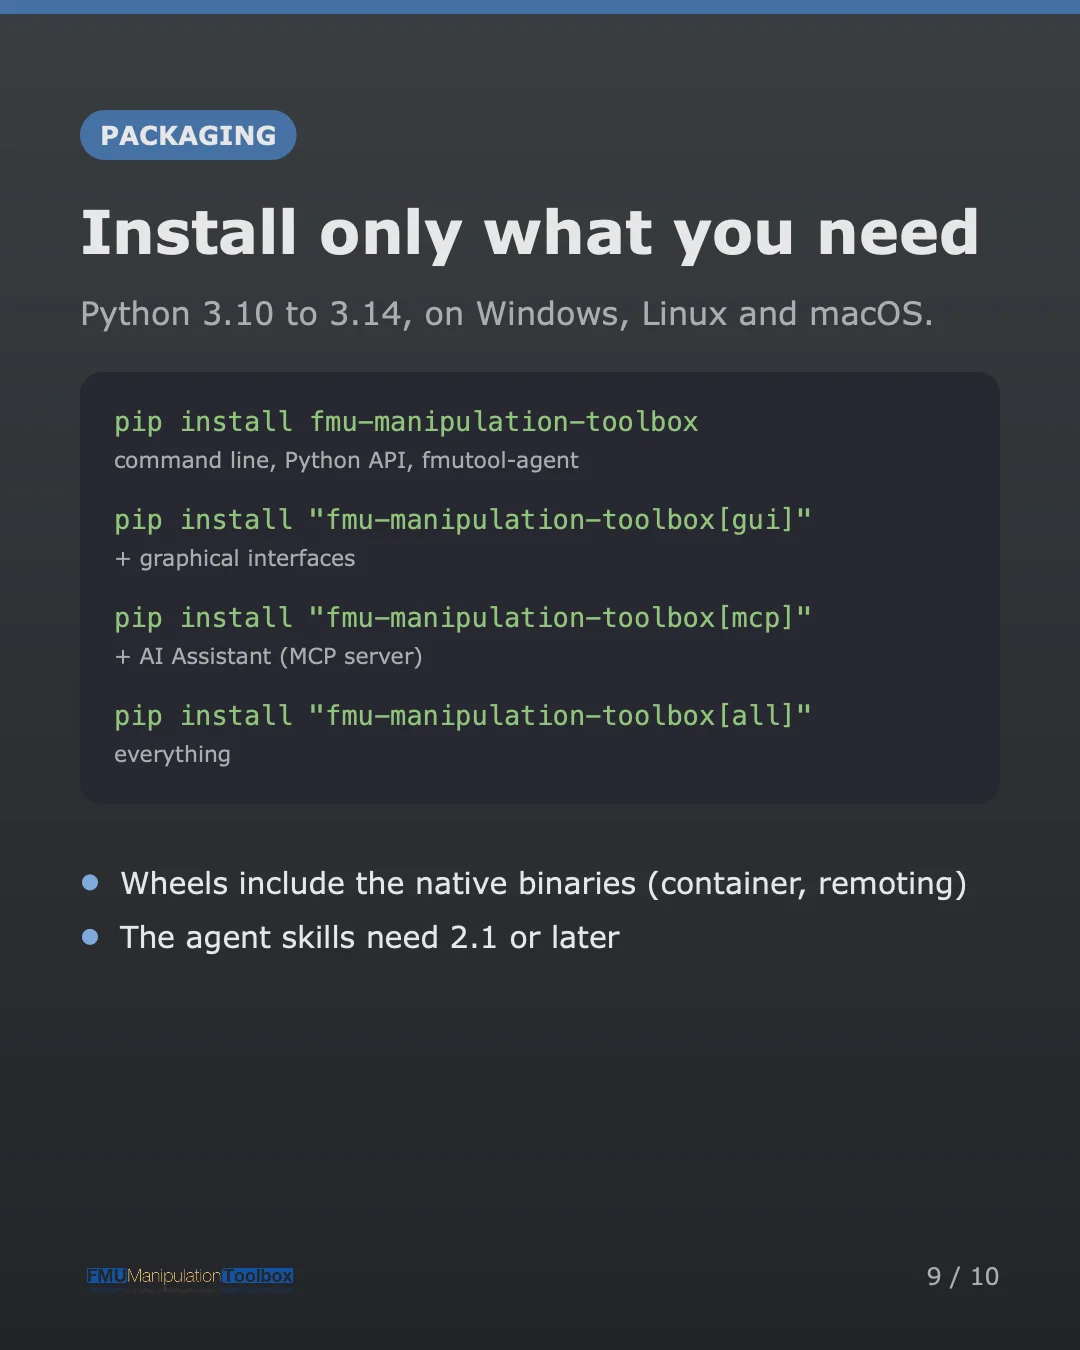 PACKAGING
Install only what you need
Python 3.10 to 3.14, on Windows, Linux and macOS.
pip install fmu-manipulation-toolbox
command line, Python API, fmutool-agent
pip install "fmu-manipulation-toolbox[gui]"
+ graphical interfaces
pip install "fmu-manipulation-toolbox[mcp]"
+ AI Assistant (MCP server)
pip install "fmu-manipulation-toolbox[all]"
everything
● Wheels include the native binaries (container, remoting)
● The agent skills need 2.1 or later
FMUManipulationToolbox
9 / 10